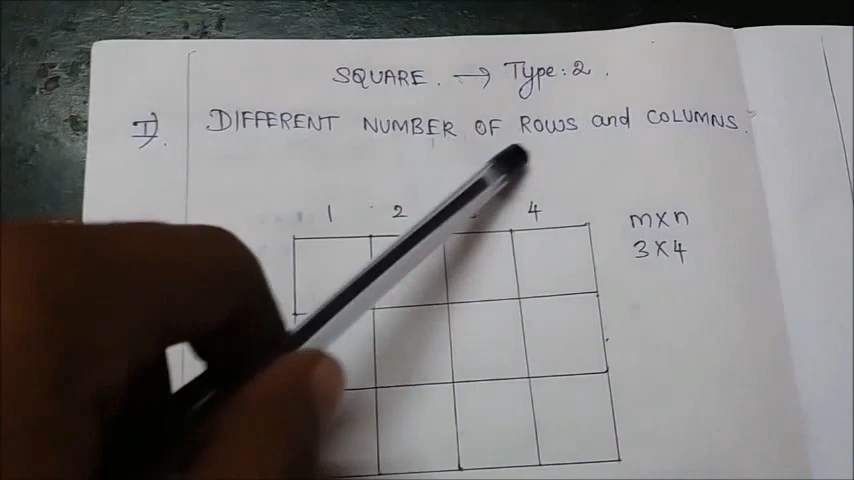 SQUARE. → Type: 2.
I). DIFFERENT NUMBER OF ROWS and COLUMNS.
1 2 4
m×n
3×4